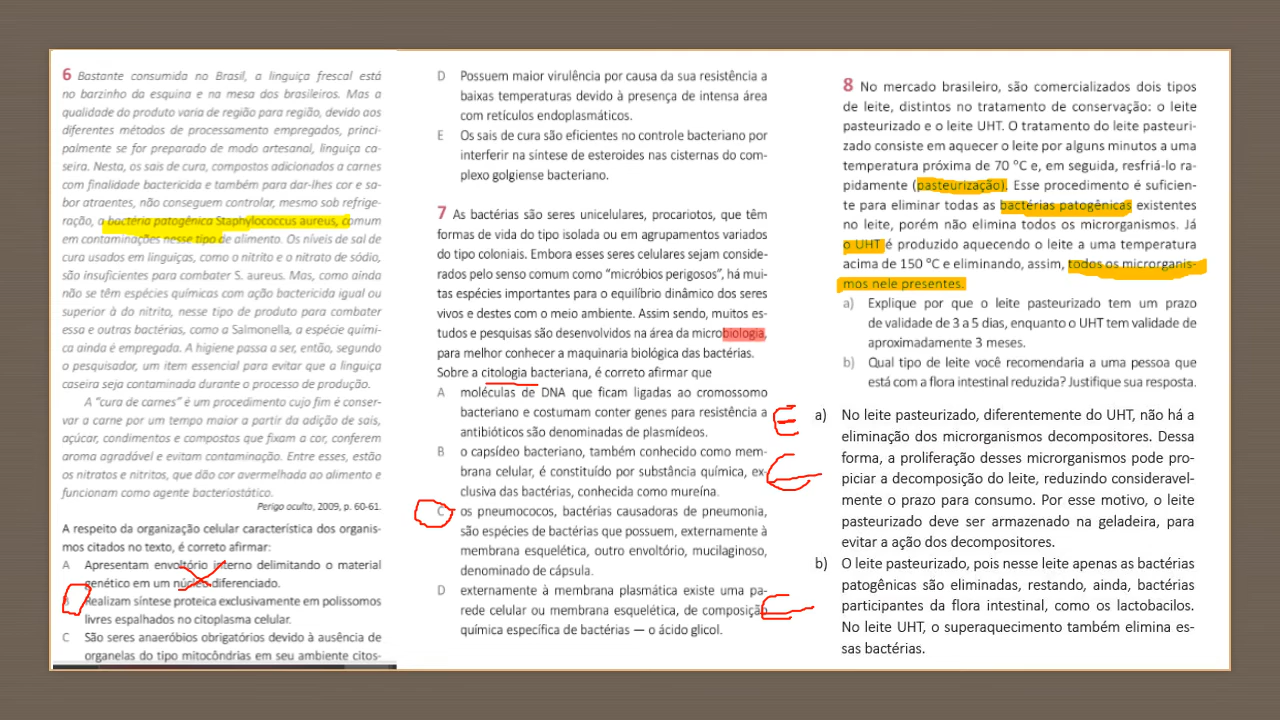 6 Bastante consumida no Brasil, a linguiça frescal está
no barzinho da esquina e na mesa dos brasileiros. Mas a
qualidade do produto varia de região para região, devido aos
diferentes métodos de processamento empregados, princi-
palmente se for preparado de modo artesanal, linguiça ca-
seira. Nesta, os sais de cura, compostos adicionados a carnes
com finalidade bactericida e também para dar-lhes cor e sa-
bor atraentes, não conseguem controlar, mesmo sob refrige-
ração, a bactéria patogênica Staphylococcus aureus, comum
em contaminações nesse tipo de alimento. Os níveis de sal de
cura usados em linguiças, como o nitrito e o nitrato de sódio,
são insuficientes para combater S. aureus. Mas, como ainda
não se têm espécies químicas com ação bactericida igual ou
superior à do nitrito, nesse tipo de produto para combater
essa e outras bactérias, como a Salmonella, a espécie quími-
ca ainda é empregada. A higiene passa a ser, então, segundo
o pesquisador, um item essencial para evitar que a linguiça
caseira seja contaminada durante o processo de produção.
A "cura de carnes" é um procedimento cujo fim é conser-
var a carne por um tempo maior a partir da adição de sais,
açúcar, condimentos e compostos que fixam a cor, conferem
aroma agradável e evitam contaminação. Entre esses, estão
os nitratos e nitritos, que dão cor avermelhada ao alimento e
funcionam como agente bacteriostático.
Perigo oculto, 2009, p. 60-61.
A respeito da organização celular característica dos organis-
mos citados no texto, é correto afirmar:
A Apresentam envoltório interno delimitando o material
genético em um núcleo diferenciado.
B Realizam síntese proteica exclusivamente em polissomos
livres espalhados no citoplasma celular.
C São seres anaeróbios obrigatórios devido à ausência de
organelas do tipo mitocôndrias em seu ambiente citos-
D Possuem maior virulência por causa da sua resistência a
baixas temperaturas devido à presença de intensa área
com retículos endoplasmáticos.
E Os sais de cura são eficientes no controle bacteriano por
interferir na síntese de esteroides nas cisternas do com-
plexo golgiense bacteriano.
7 As bactérias são seres unicelulares, procariotos, que têm
formas de vida do tipo isolada ou em agrupamentos variados
do tipo coloniais. Embora esses seres celulares sejam conside-
rados pelo senso comum como "micróbios perigosos", há mui-
tas espécies importantes para o equilíbrio dinâmico dos seres
vivos e destes com o meio ambiente. Assim sendo, muitos es-
tudos e pesquisas são desenvolvidos na área da microbiologia,
para melhor conhecer a maquinaria biológica das bactérias.
Sobre a citologia bacteriana, é correto afirmar que
A moléculas de DNA que ficam ligadas ao cromossomo
bacteriano e costumam conter genes para resistência a
antibióticos são denominadas de plasmídeos.
B o capsídeo bacteriano, também conhecido como mem-
brana celular, é constituído por substância química, ex-
clusiva das bactérias, conhecida como mureína.
C os pneumococos, bactérias causadoras de pneumonia,
são espécies de bactérias que possuem, externamente à
membrana esquelética, outro envoltório, mucilaginoso,
denominado de cápsula.
D externamente à membrana plasmática existe uma pa-
rede celular ou membrana esquelética, de composição
química específica de bactérias — o ácido glicol.
8 No mercado brasileiro, são comercializados dois tipos
de leite, distintos no tratamento de conservação: o leite
pasteurizado e o leite UHT. O tratamento do leite pasteuri-
zado consiste em aquecer o leite por alguns minutos a uma
temperatura próxima de 70 °C e, em seguida, resfriá-lo ra-
pidamente (pasteurização). Esse procedimento é suficien-
te para eliminar todas as bactérias patogênicas existentes
no leite, porém não elimina todos os microrganismos. Já
o UHT é produzido aquecendo o leite a uma temperatura
acima de 150 °C e eliminando, assim, todos os microrganis-
mos nele presentes.
a) Explique por que o leite pasteurizado tem um prazo
de validade de 3 a 5 dias, enquanto o UHT tem validade de
aproximadamente 3 meses.
b) Qual tipo de leite você recomendaria a uma pessoa que
está com a flora intestinal reduzida? Justifique sua resposta.
E
a) No leite pasteurizado, diferentemente do UHT, não há a
eliminação dos microrganismos decompositores. Dessa
forma, a proliferação desses microrganismos pode pro-
piciar a decomposição do leite, reduzindo consideravel-
mente o prazo para consumo. Por esse motivo, o leite
pasteurizado deve ser armazenado na geladeira, para
evitar a ação dos decompositores.
b) O leite pasteurizado, pois nesse leite apenas as bactérias
patogênicas são eliminadas, restando, ainda, bactérias
participantes da flora intestinal, como os lactobacilos.
No leite UHT, o superaquecimento também elimina es-
sas bactérias.